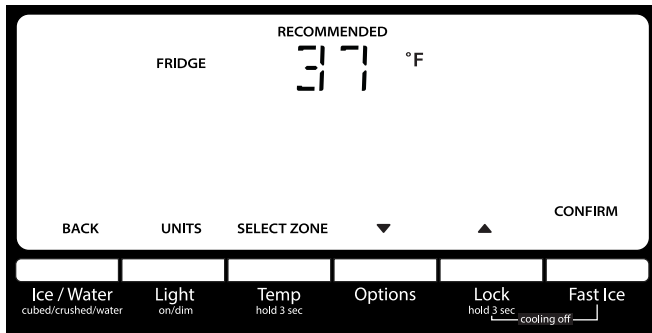 RECOMMENDED
FRIDGE 37 °F
CONFIRM
BACK UNITS SELECT ZONE ▼ ▲
Ice / Water Light Temp Options Lock Fast Ice
cubed/crushed/water on/dim hold 3 sec hold 3 sec
cooling off